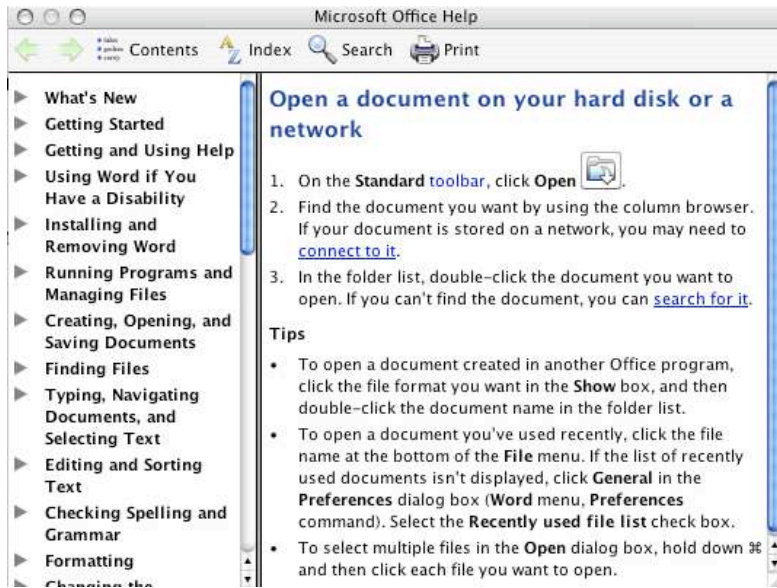 Microsoft Office Help
Contents Index Search Print
What's New
Getting Started
Getting and Using Help
Using Word if You
Have a Disability
Installing and
Removing Word
Running Programs and
Managing Files
Creating, Opening, and
Saving Documents
Finding Files
Typing, Navigating
Documents, and
Selecting Text
Editing and Sorting
Text
Checking Spelling and
Grammar
Formatting
Changing the
Open a document on your hard disk or a
network
1. On the Standard toolbar, click Open .
2. Find the document you want by using the column browser.
If your document is stored on a network, you may need to
connect to it.
3. In the folder list, double-click the document you want to
open. If you can't find the document, you can search for it.
Tips
• To open a document created in another Office program,
click the file format you want in the Show box, and then
double-click the document name in the folder list.
• To open a document you've used recently, click the file
name at the bottom of the File menu. If the list of recently
used documents isn't displayed, click General in the
Preferences dialog box (Word menu, Preferences
command). Select the Recently used file list check box.
• To select multiple files in the Open dialog box, hold down ⌘
and then click each file you want to open.